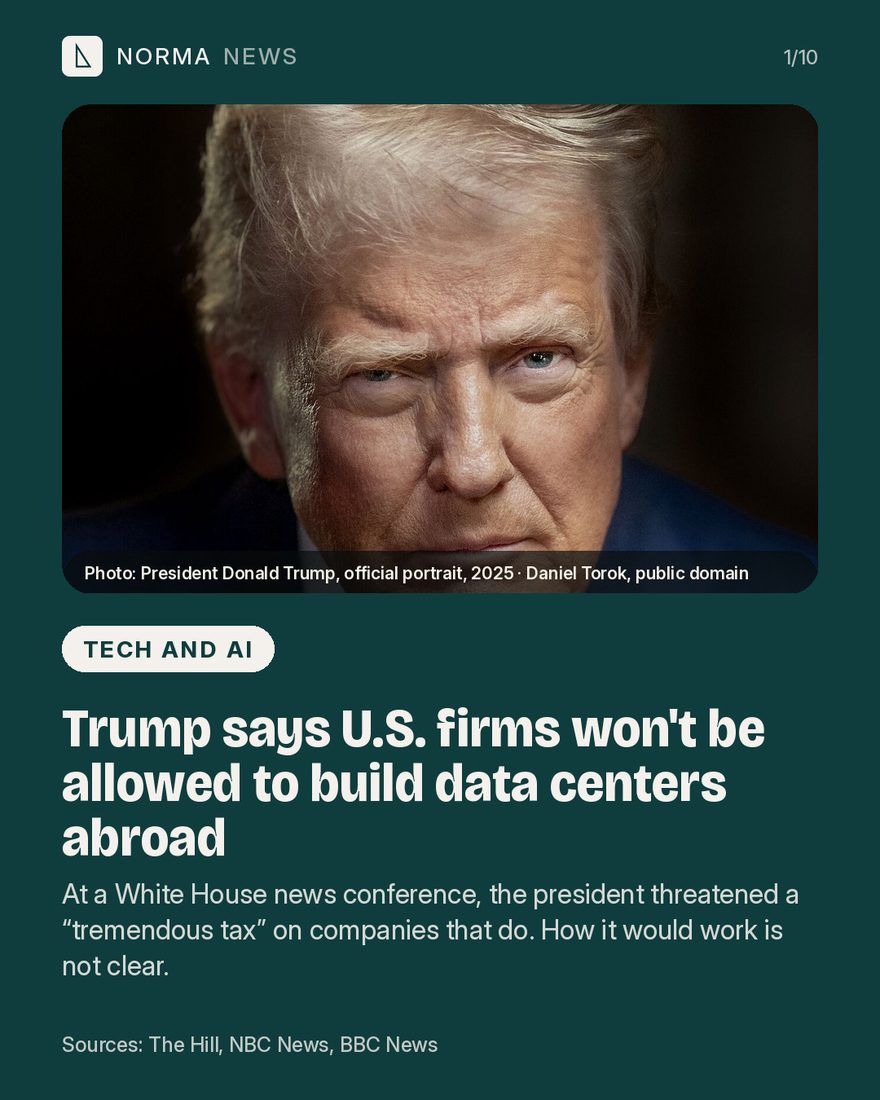 NORMA NEWS
1/10
Photo: President Donald Trump, official portrait, 2025 · Daniel Torok, public domain
TECH AND AI
Trump says U.S. firms won't be
allowed to build data centers
abroad
At a White House news conference, the president threatened a
“tremendous tax” on companies that do. How it would work is
not clear.
Sources: The Hill, NBC News, BBC News